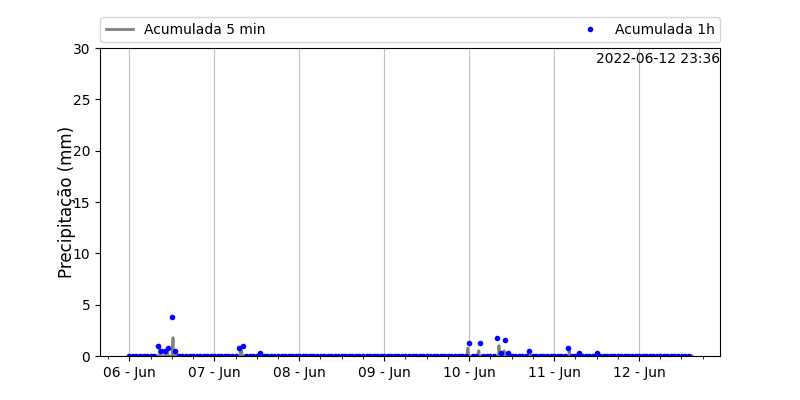 Acumulada 5 min
Acumulada 1h
2022-06-12 23:36
Precipitação (mm)
30
25
20
15
10
5
0
06 - Jun
07 - Jun
08 - Jun
09 - Jun
10 - Jun
11 - Jun
12 - Jun